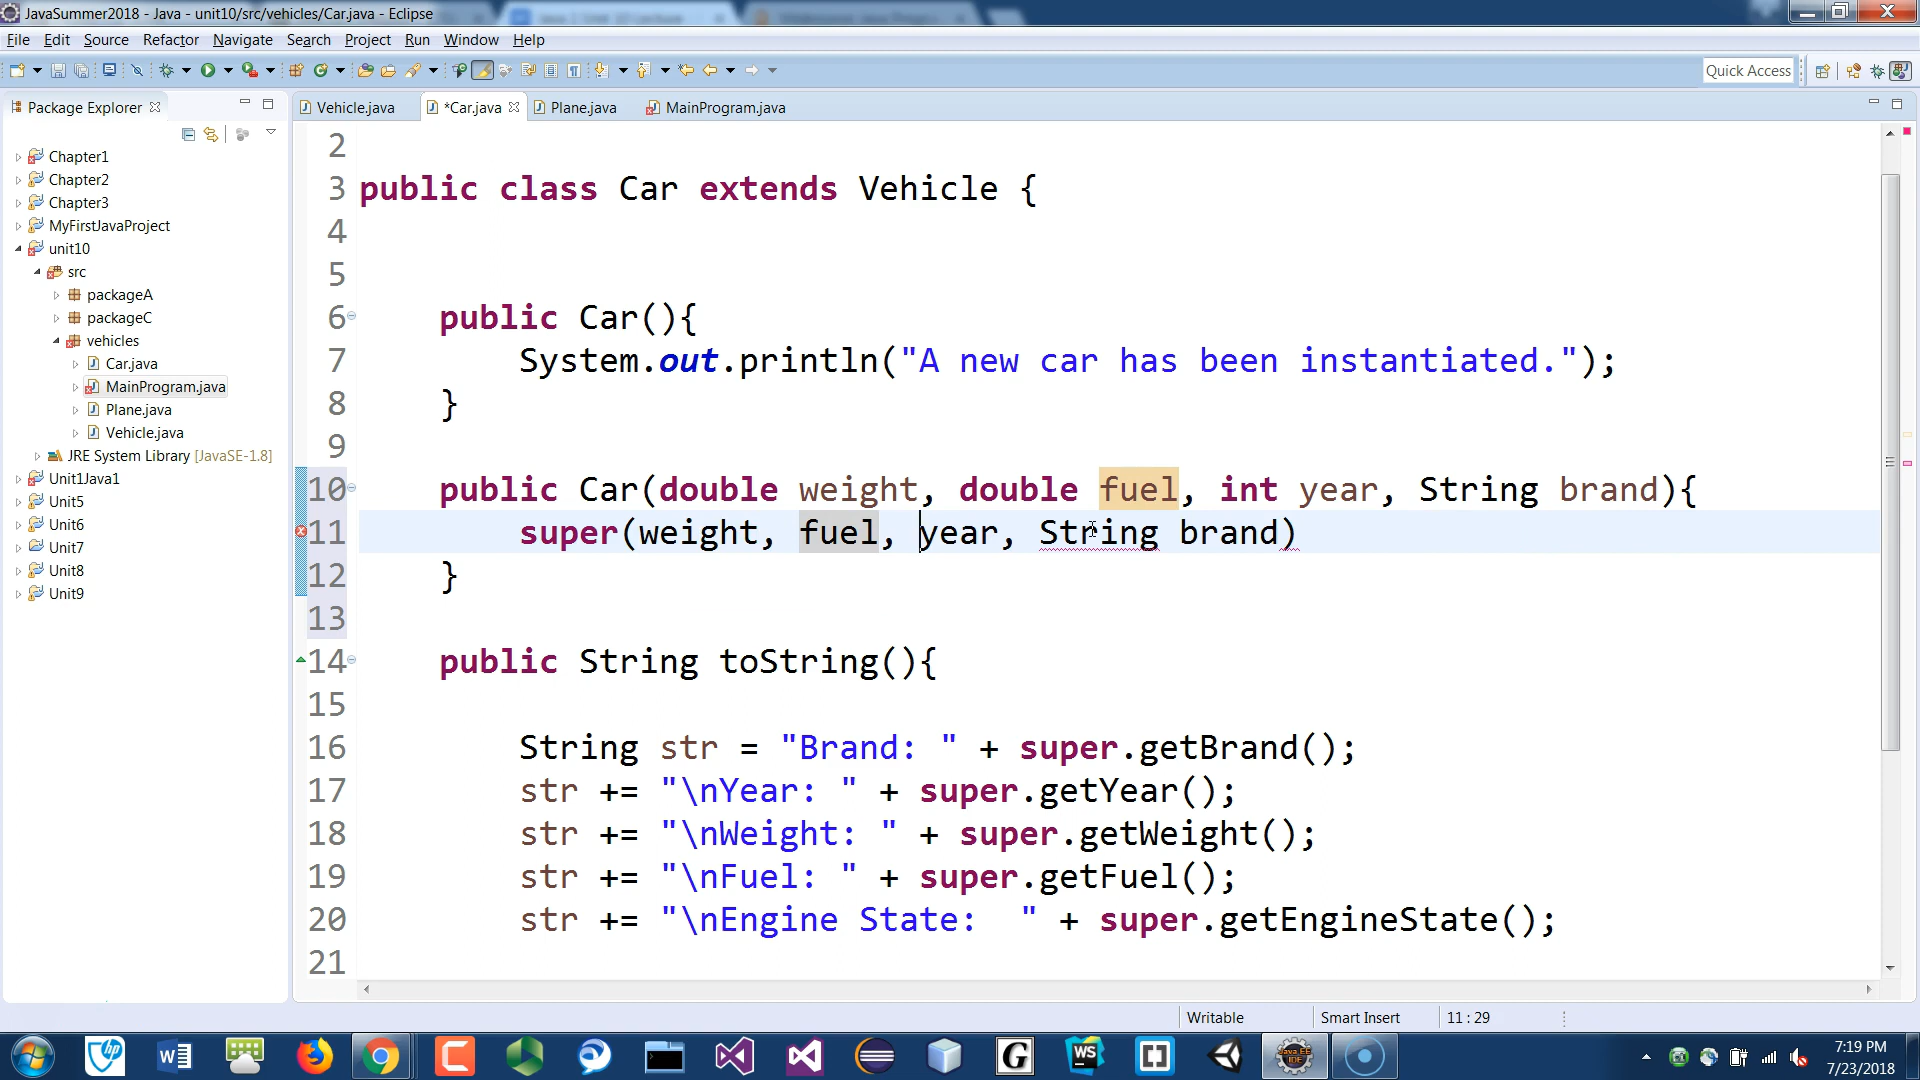 JavaSummer2018 - Java - unit10/src/vehicles/Car.java - Eclipse
File Edit Source Refactor Navigate Search Project Run Window Help
Quick Access
Package Explorer
Vehicle.java *Car.java Plane.java MainProgram.java
Chapter1
Chapter2
Chapter3
MyFirstJavaProject
unit10
src
packageA
packageC
vehicles
Car.java
MainProgram.java
Plane.java
Vehicle.java
JRE System Library [JavaSE-1.8]
Unit1Java1
Unit5
Unit6
Unit7
Unit8
Unit9
2
3 public class Car extends Vehicle {
4
5
6 public Car(){
7 System.out.println("A new car has been instantiated.");
8 }
9
10 public Car(double weight, double fuel, int year, String brand){
11 super(weight, fuel, year, String brand)
12 }
13
14 public String toString(){
15
16 String str = "Brand: " + super.getBrand();
17 str += "\nYear: " + super.getYear();
18 str += "\nWeight: " + super.getWeight();
19 str += "\nFuel: " + super.getFuel();
20 str += "\nEngine State:  " + super.getEngineState();
21
Writable Smart Insert 11 : 29
7:19 PM
7/23/2018